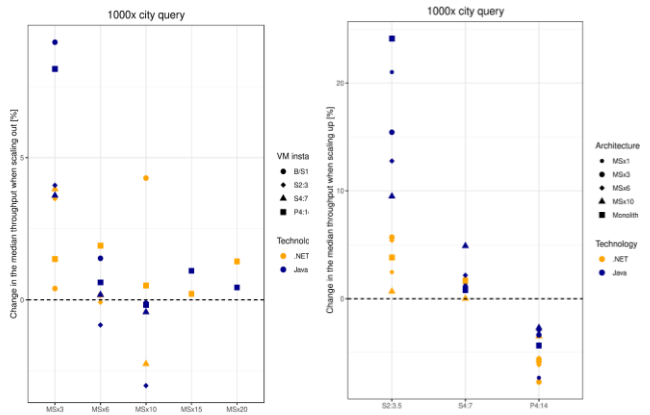 1000x city query
Change in the median throughput when scaling out [%]
5
0
MSx3
MSx6
MSx10
MSx15
MSx20
VM insta
B/S1
S2:3
S4:7
P4:1
Technolo
.NET
Java
1000x city query
Change in the median throughput when scaling up [%]
20
10
0
S2:3.5
S4:7
P4:14
Architecture
MSx1
MSx3
MSx6
MSx10
Monolith
Technology
.NET
Java